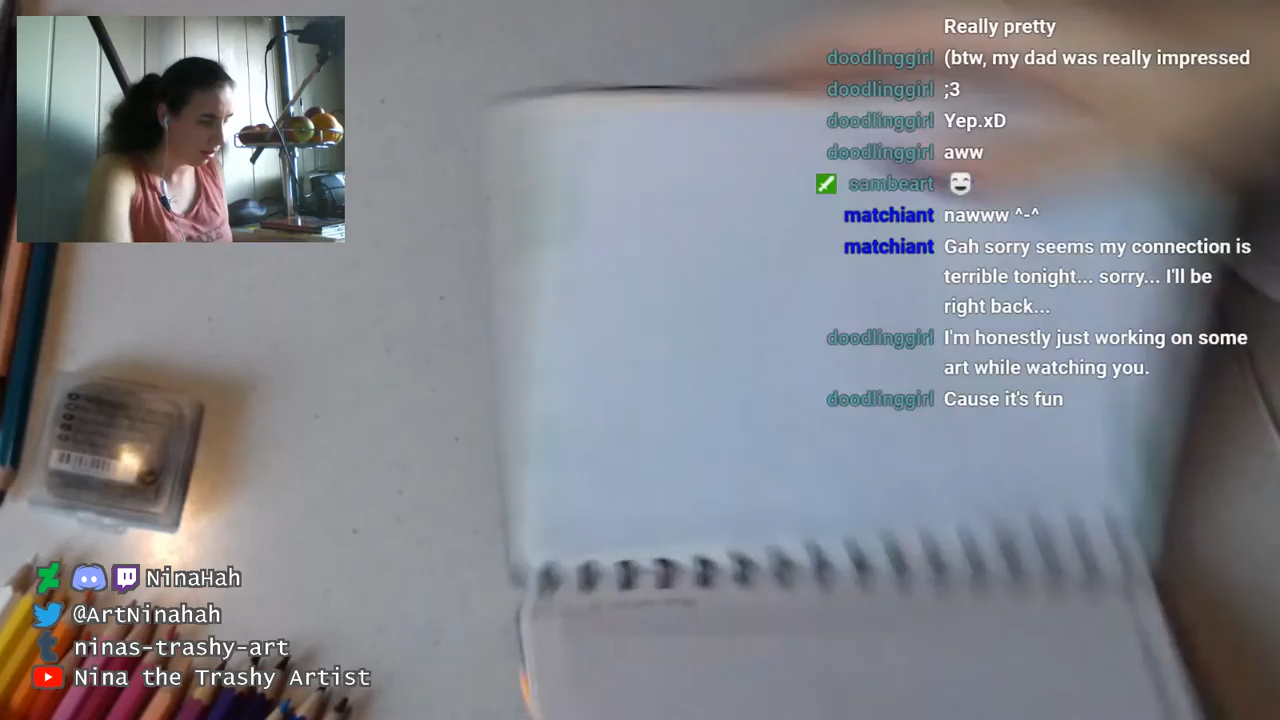 Really pretty
doodlinggirl (btw, my dad was really impressed
doodlinggirl ;3
doodlinggirl Yep.xD
doodlinggirl aww
sambeart
matchiant nawww ^-^
matchiant Gah sorry seems my connection is
terrible tonight... sorry... I'll be
right back...
doodlinggirl I'm honestly just working on some
art while watching you.
doodlinggirl Cause it's fun
NinaHah
@ArtNinahah
ninas-trashy-art
Nina the Trashy Artist